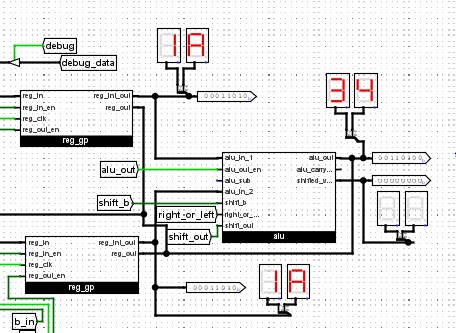 debug
1A
debug_data
34
reg_in
reg_int_out
00011010
reg_in_en
reg_out
reg_clk
reg_out_en
reg_gp
alu_in_1
alu_out
00110100
alu_out
alu_out_en
alu_carry...
alu_sub
shifted_v...
alu_in_2
shift_b
shift_b
right_or_left
right_or_...
shift_out
shift_out
alu
reg_in
reg_int_out
reg_in_en
reg_out
reg_clk
reg_out_en
1A
reg_gp
00011010
b_in